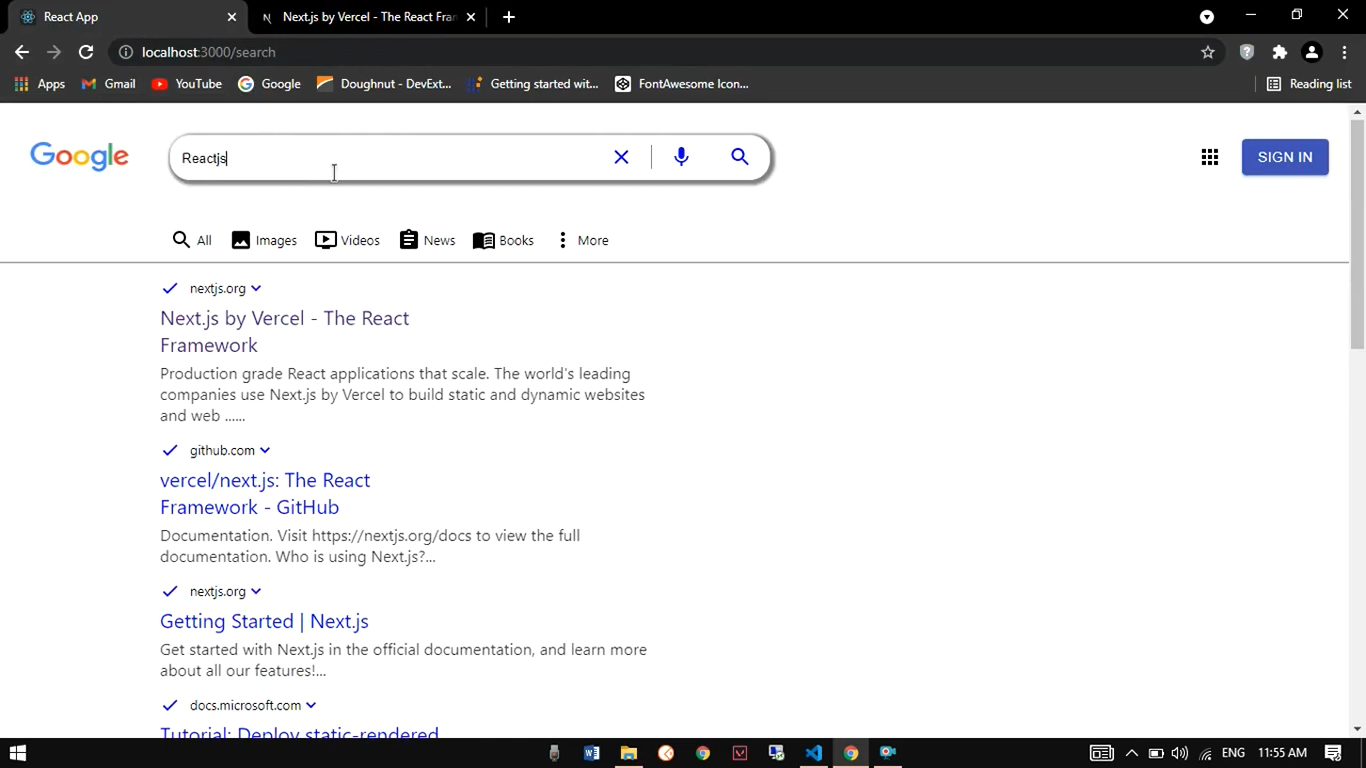 React App
Next.js by Vercel - The React Fran
localhost:3000/search
Apps
Gmail
YouTube
Google
Doughnut - DevExt...
Getting started wit...
FontAwesome Icon...
Reading list
Google
Reactjs
SIGN IN
All
Images
Videos
News
Books
More
nextjs.org
Next.js by Vercel - The React
Framework
Production grade React applications that scale. The world's leading
companies use Next.js by Vercel to build static and dynamic websites
and web ......
github.com
vercel/next.js: The React
Framework - GitHub
Documentation. Visit https://nextjs.org/docs to view the full
documentation. Who is using Next.js?...
nextjs.org
Getting Started | Next.js
Get started with Next.js in the official documentation, and learn more
about all our features!...
docs.microsoft.com
Tutorial: Deploy static-rendered
ENG
11:55 AM